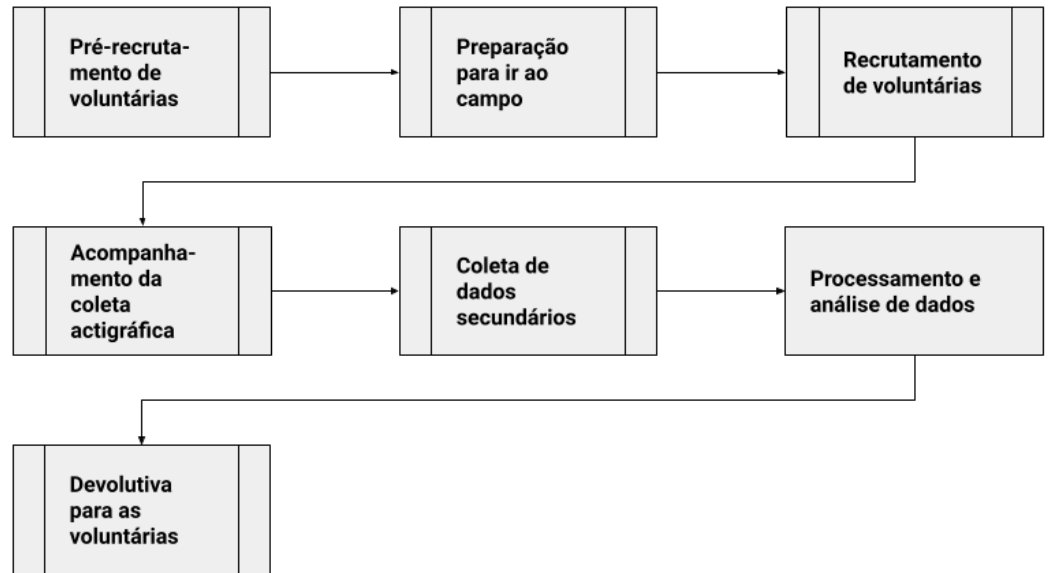 Pré-recruta-
mento de
voluntárias
Preparação
para ir ao
campo
Recrutamento
de voluntárias
Acompanha-
mento da
coleta
actigráfica
Coleta de
dados
secundários
Processamento e
análise de dados
Devolutiva
para as
voluntárias